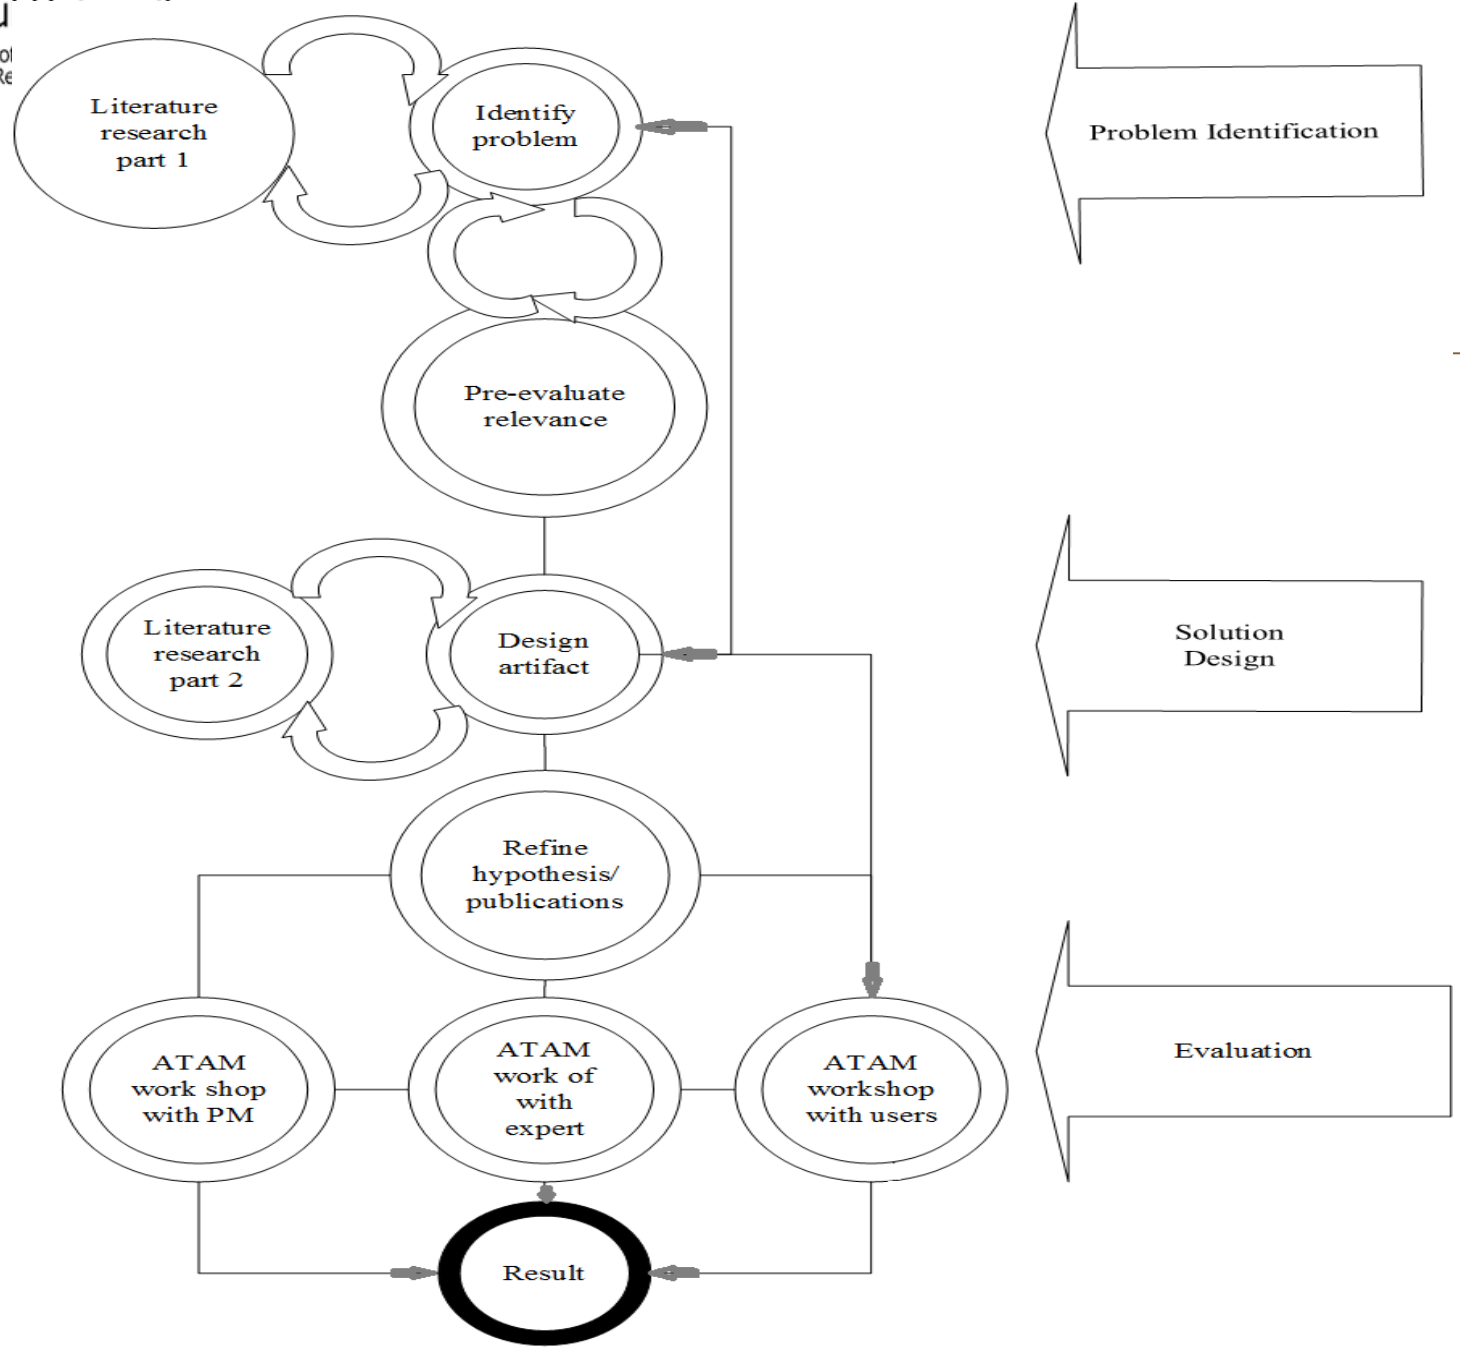 Literature
research
part 1
Identify
problem
Problem Identification
Pre-evaluate
relevance
Literature
research
part 2
Design
artifact
Solution
Design
Refine
hypothesis/
publications
ATAM
work shop
with PM
ATAM
work of
with
expert
ATAM
workshop
with users
Evaluation
Result